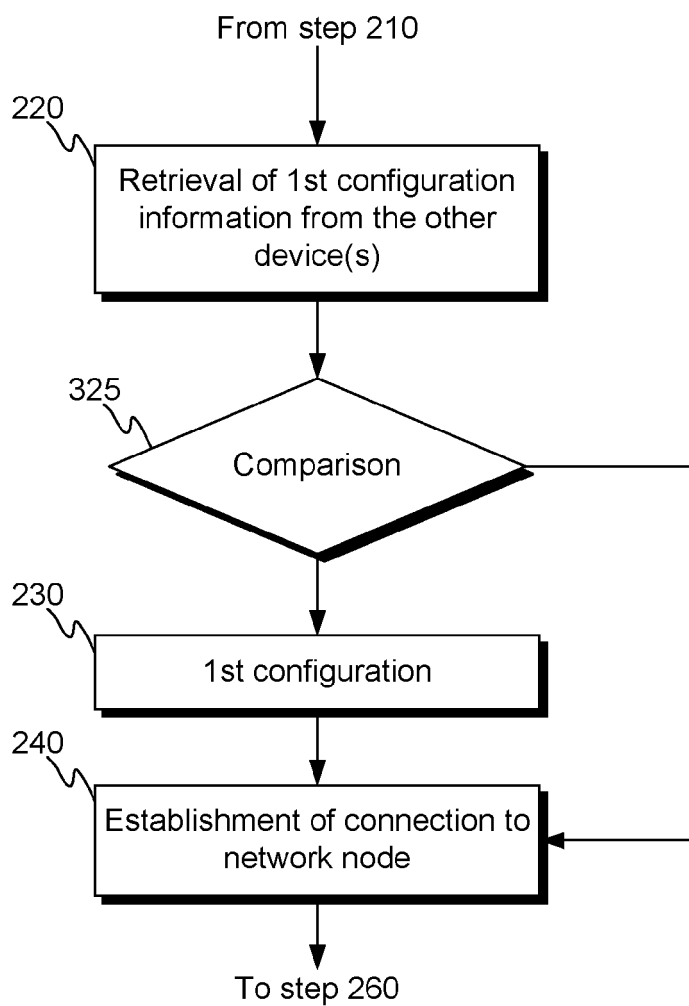 From step 210
220
Retrieval of 1st configuration
information from the other
device(s)
325
Comparison
230
1st configuration
240
Establishment of connection to
network node
To step 260